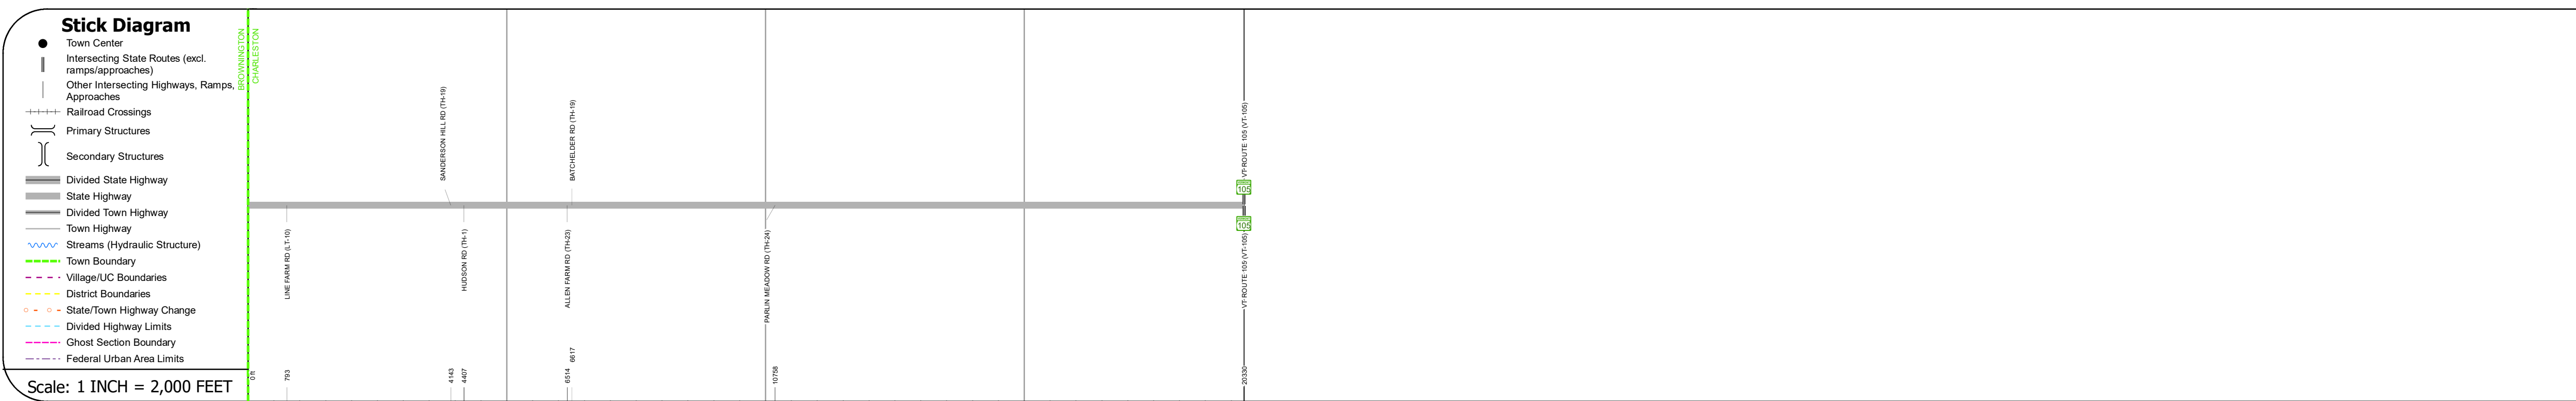 Stick Diagram
Town Center
Intersecting State Routes (excl.
ramps/approaches)
Other Intersecting Highways, Ramps,
Approaches
Railroad Crossings
Primary Structures
Secondary Structures
Divided State Highway
State Highway
Divided Town Highway
Town Highway
Streams (Hydraulic Structure)
Town Boundary
Village/UC Boundaries
District Boundaries
State/Town Highway Change
Divided Highway Limits
Ghost Section Boundary
Federal Urban Area Limits
Scale: 1 INCH = 2,000 FEET
BROWNINGTON
CHARLESTON
SANDERSON HILL RD (TH-19)
BATCHELDER RD (TH-19)
VT-ROUTE 105 (VT-105)
105
105
LINE FARM RD (LT-10)
HUDSON RD (TH-1)
ALLEN FARM RD (TH-23)
PARLIN MEADOW RD (TH-24)
VT-ROUTE 105 (VT-105)
0 ft
793
4143
4407
6514
6617
10758
20330